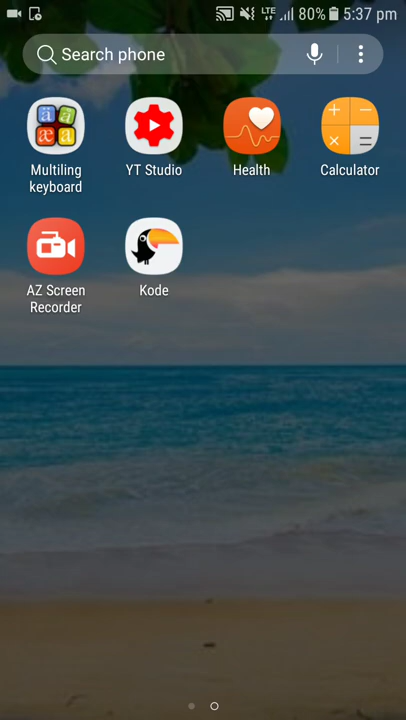 LTE 80% 5:37 pm
Search phone
ä ü
æ a
Multiling YT Studio Health Calculator
keyboard
AZ Screen Kode
Recorder